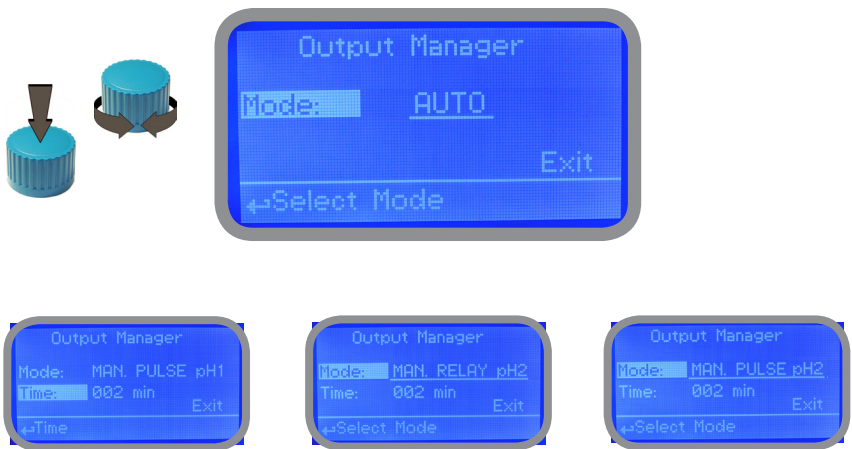 Output Manager
Mode: AUTO
Exit
↵Select Mode
Output Manager
Mode: MAN. PULSE pH1
Time: 002 min
Exit
↵Time
Output Manager
Mode: MAN. RELAY pH2
Time: 002 min
Exit
↵Select Mode
Output Manager
Mode: MAN. PULSE pH2
Time: 002 min
Exit
↵Select Mode